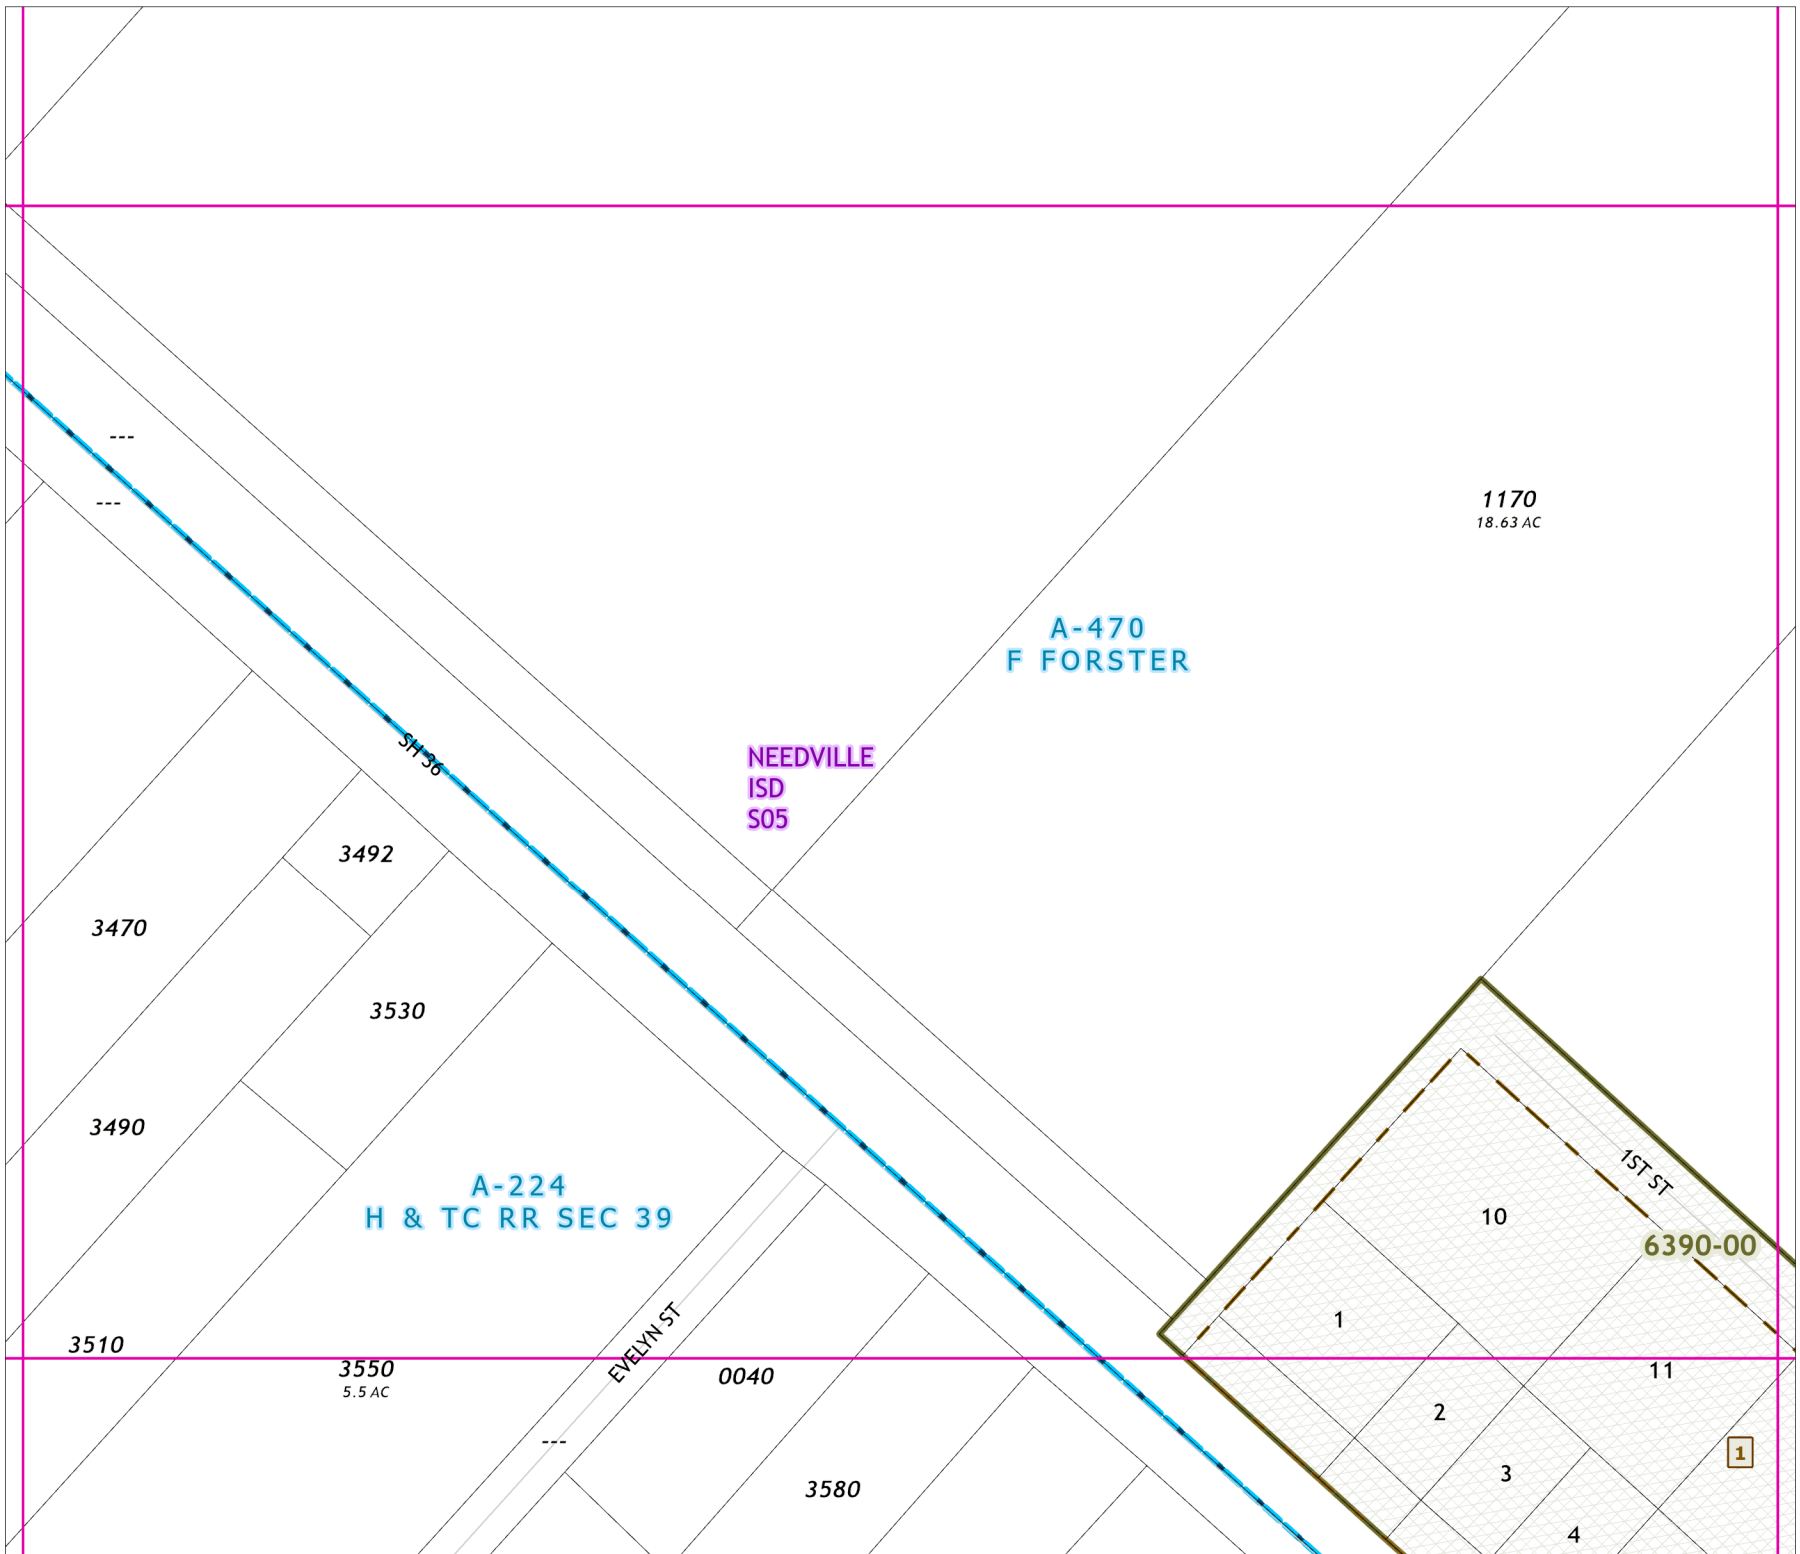 ---
---
1170
18.63 AC
A-470
F FORSTER
SH 36
NEEDVILLE
ISD
S05
3492
3470
3530
3490
A-224
H & TC RR SEC 39
1ST ST
10
6390-00
1
EVELYN ST
3510
3550
5.5 AC
0040
11
2
---
1
3
3580
4